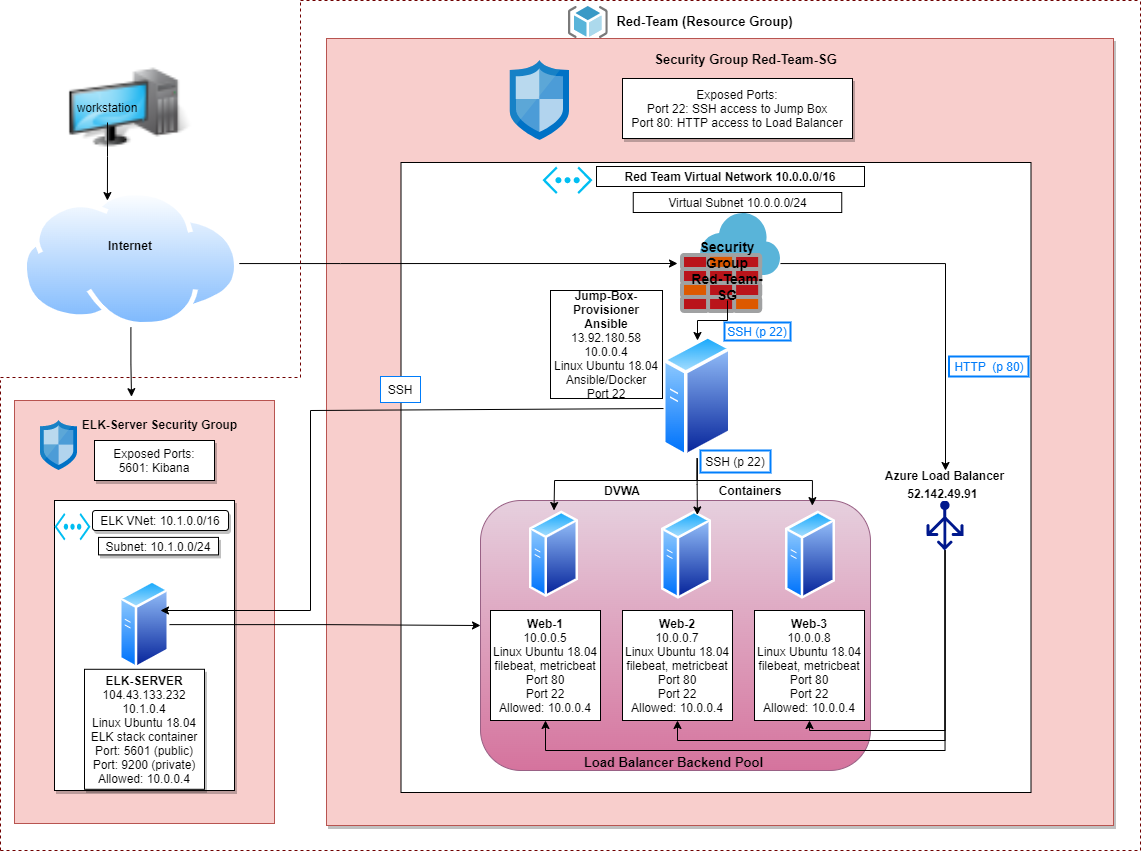 Red-Team (Resource Group)
Security Group Red-Team-SG
Exposed Ports:
Port 22: SSH access to Jump Box
Port 80: HTTP access to Load Balancer
workstation
Internet
Red Team Virtual Network 10.0.0.0/16
Virtual Subnet 10.0.0.0/24
Security
Group
Red-Team-
SG
Jump-Box-
Provisioner
Ansible
13.92.180.58
10.0.0.4
Linux Ubuntu 18.04
Ansible/Docker
Port 22
SSH (p 22)
HTTP (p 80)
SSH
ELK-Server Security Group
Exposed Ports:
5601: Kibana
ELK VNet: 10.1.0.0/16
Subnet: 10.1.0.0/24
ELK-SERVER
104.43.133.232
10.1.0.4
Linux Ubuntu 18.04
ELK stack container
Port: 5601 (public)
Port: 9200 (private)
Allowed: 10.0.0.4
SSH (p 22)
DVWA
Containers
Azure Load Balancer
52.142.49.91
Web-1
10.0.0.5
Linux Ubuntu 18.04
filebeat, metricbeat
Port 80
Port 22
Allowed: 10.0.0.4
Web-2
10.0.0.7
Linux Ubuntu 18.04
filebeat, metricbeat
Port 80
Port 22
Allowed: 10.0.0.4
Web-3
10.0.0.8
Linux Ubuntu 18.04
filebeat, metricbeat
Port 80
Port 22
Allowed: 10.0.0.4
Load Balancer Backend Pool